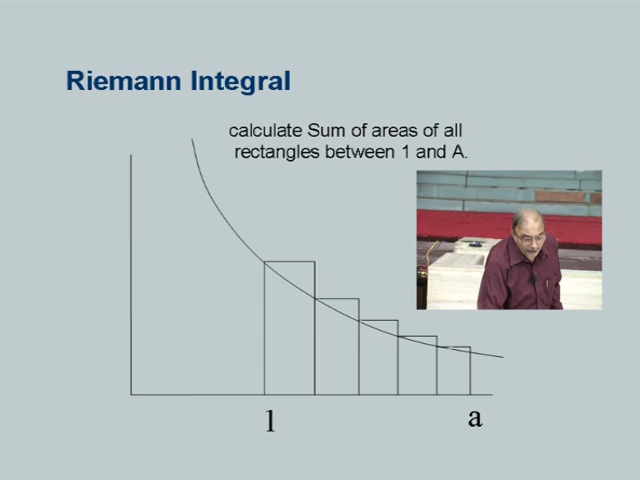 Riemann Integral
calculate Sum of areas of all
rectangles between 1 and A.
1
a